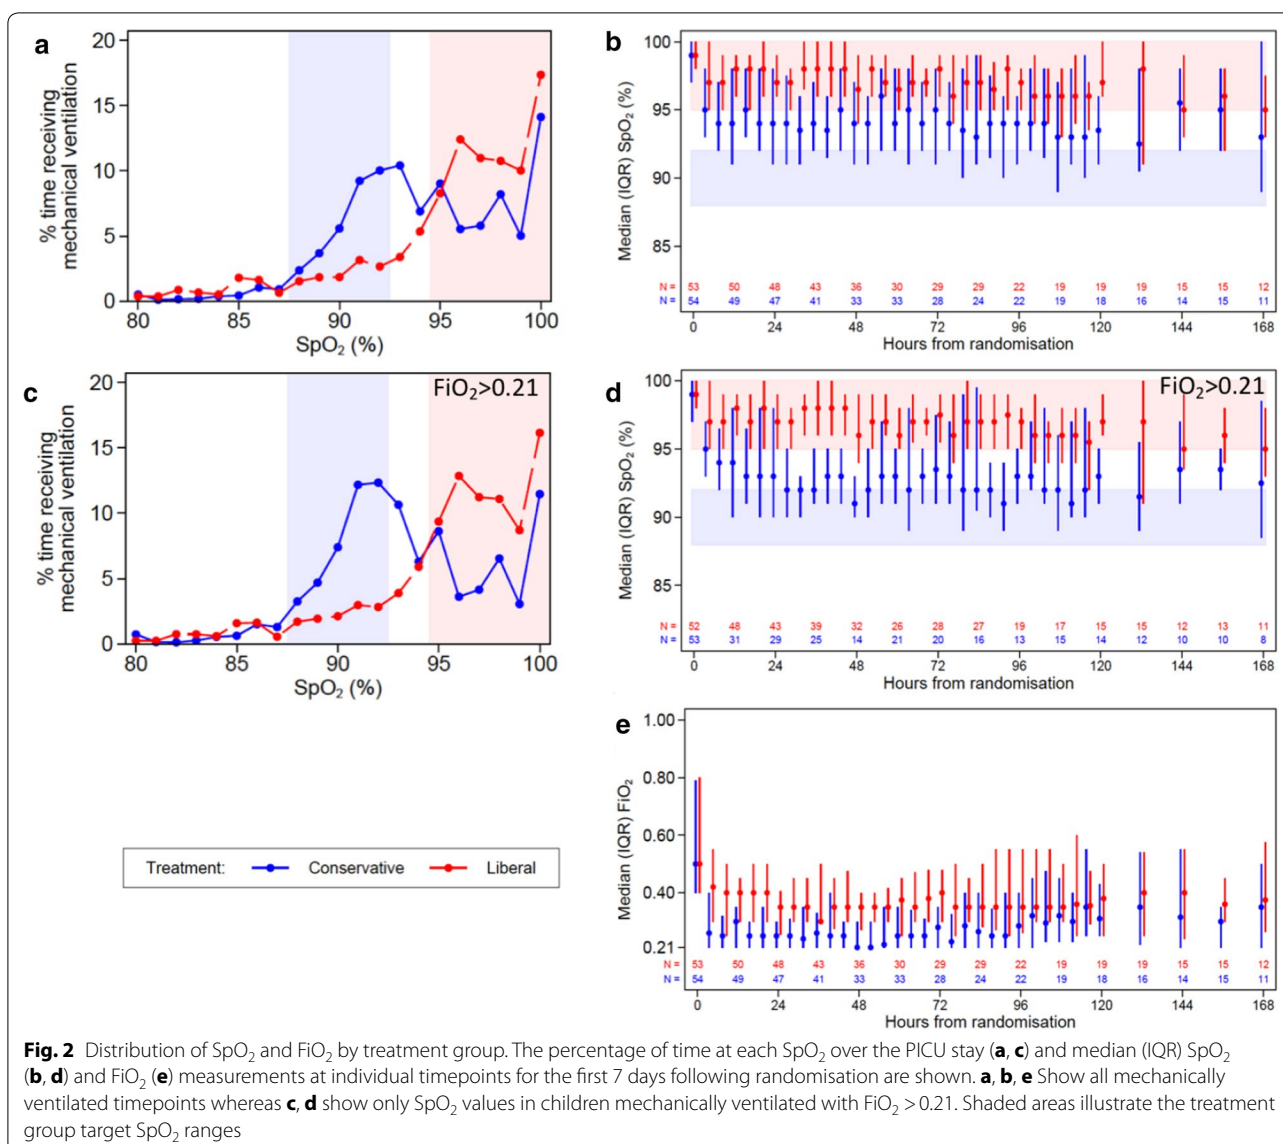 a
20
15
10
5
0
% time receiving
mechanical ventilation
80 85 90 95 100
SpO₂ (%)
b
100
95
90
85
Median (IQR) SpO₂ (%)
N = 53 50 48 43 36 30 29 29 22 19 19 19 15 15 12
N = 54 49 47 41 33 33 28 24 22 19 18 16 14 15 11
0 24 48 72 96 120 144 168
Hours from randomisation
c
FiO₂>0.21
20
15
10
5
0
% time receiving
mechanical ventilation
80 85 90 95 100
SpO₂ (%)
d
FiO₂>0.21
100
95
90
85
Median (IQR) SpO₂ (%)
N = 52 48 43 39 32 26 28 27 19 17 15 15 12 13 11
N = 53 31 29 25 14 21 20 16 13 15 14 12 10 10 8
0 24 48 72 96 120 144 168
Hours from randomisation
e
1.00
0.80
0.60
0.40
0.21
Median (IQR) FiO₂
N = 53 50 48 43 36 30 29 29 22 19 19 19 15 15 12
N = 54 49 47 41 33 33 28 24 22 19 18 16 14 15 11
0 24 48 72 96 120 144 168
Hours from randomisation
Treatment: Conservative Liberal
Fig. 2 Distribution of SpO₂ and FiO₂ by treatment group. The percentage of time at each SpO₂ over the PICU stay (a, c) and median (IQR) SpO₂
(b, d) and FiO₂ (e) measurements at individual timepoints for the first 7 days following randomisation are shown. a, b, e Show all mechanically
ventilated timepoints whereas c, d show only SpO₂ values in children mechanically ventilated with FiO₂ > 0.21. Shaded areas illustrate the treatment
group target SpO₂ ranges